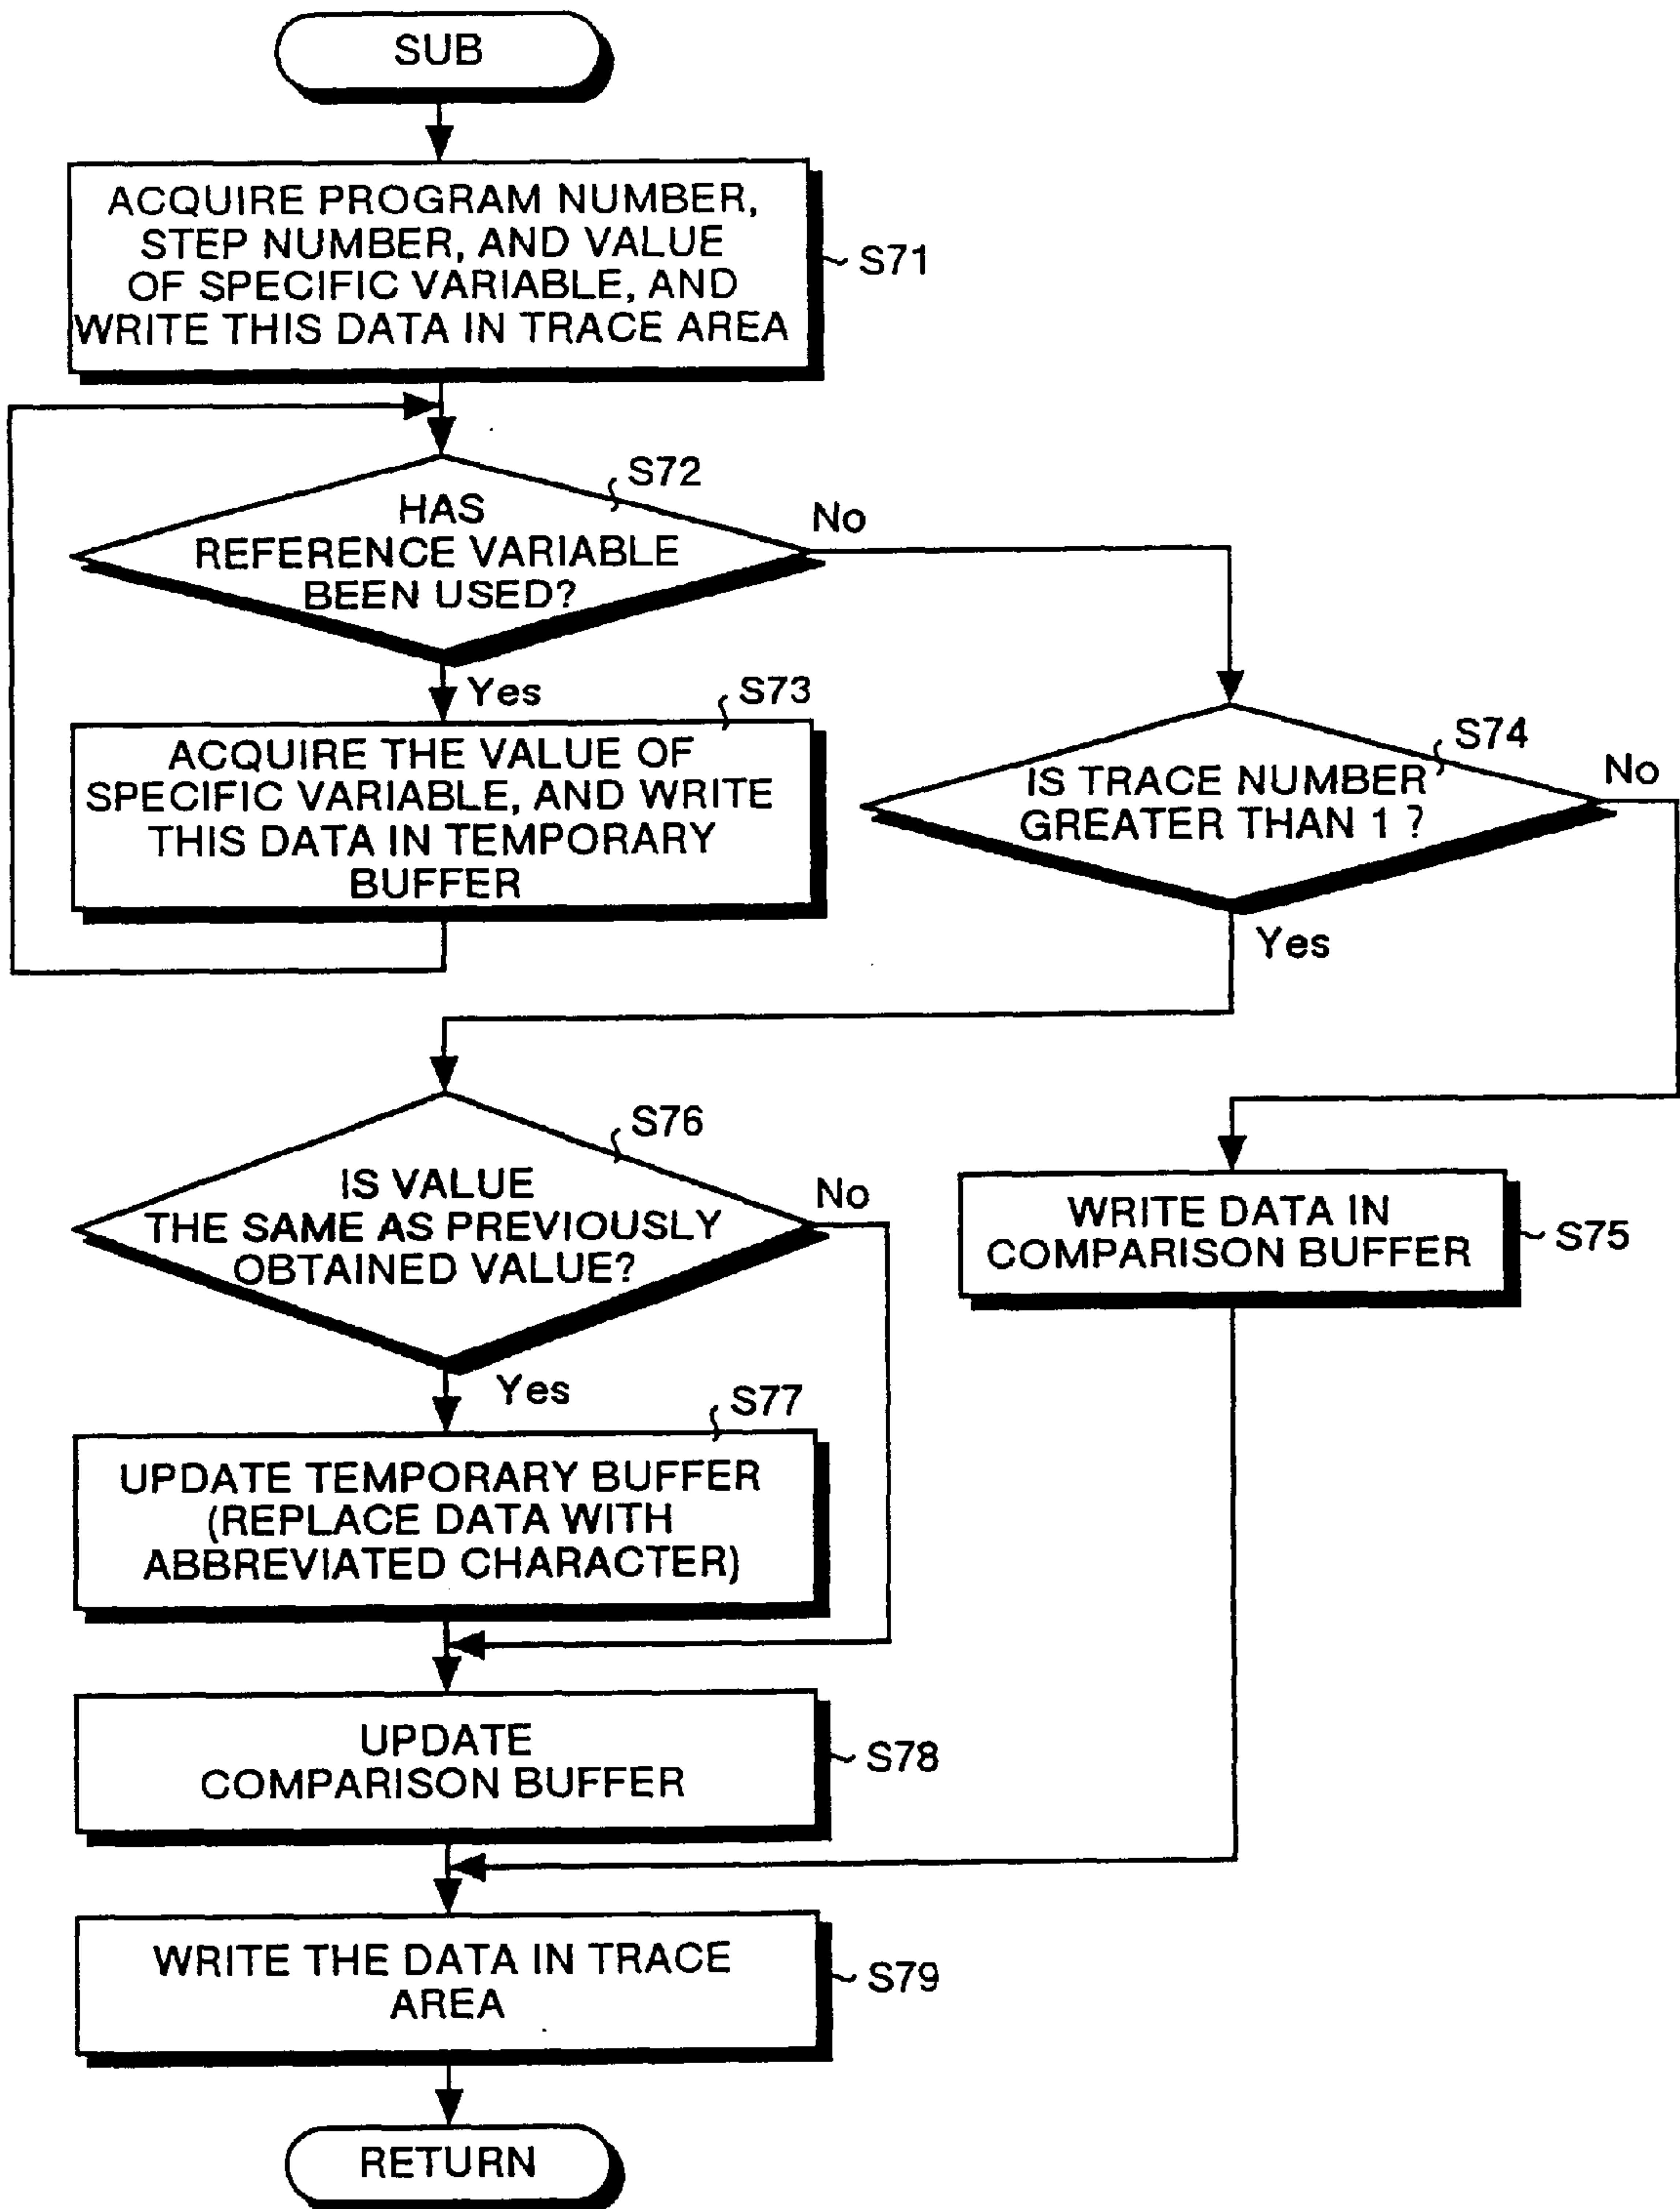 SUB
ACQUIRE PROGRAM NUMBER,
STEP NUMBER, AND VALUE
OF SPECIFIC VARIABLE, AND
WRITE THIS DATA IN TRACE AREA
S71
S72
HAS
REFERENCE VARIABLE
BEEN USED?
No
Yes
S73
ACQUIRE THE VALUE OF
SPECIFIC VARIABLE, AND WRITE
THIS DATA IN TEMPORARY
BUFFER
S74
IS TRACE NUMBER
GREATER THAN 1 ?
No
Yes
S76
IS VALUE
THE SAME AS PREVIOUSLY
OBTAINED VALUE?
No
Yes
WRITE DATA IN
COMPARISON BUFFER
S75
S77
UPDATE TEMPORARY BUFFER
(REPLACE DATA WITH
ABBREVIATED CHARACTER)
UPDATE
COMPARISON BUFFER
S78
WRITE THE DATA IN TRACE
AREA
S79
RETURN